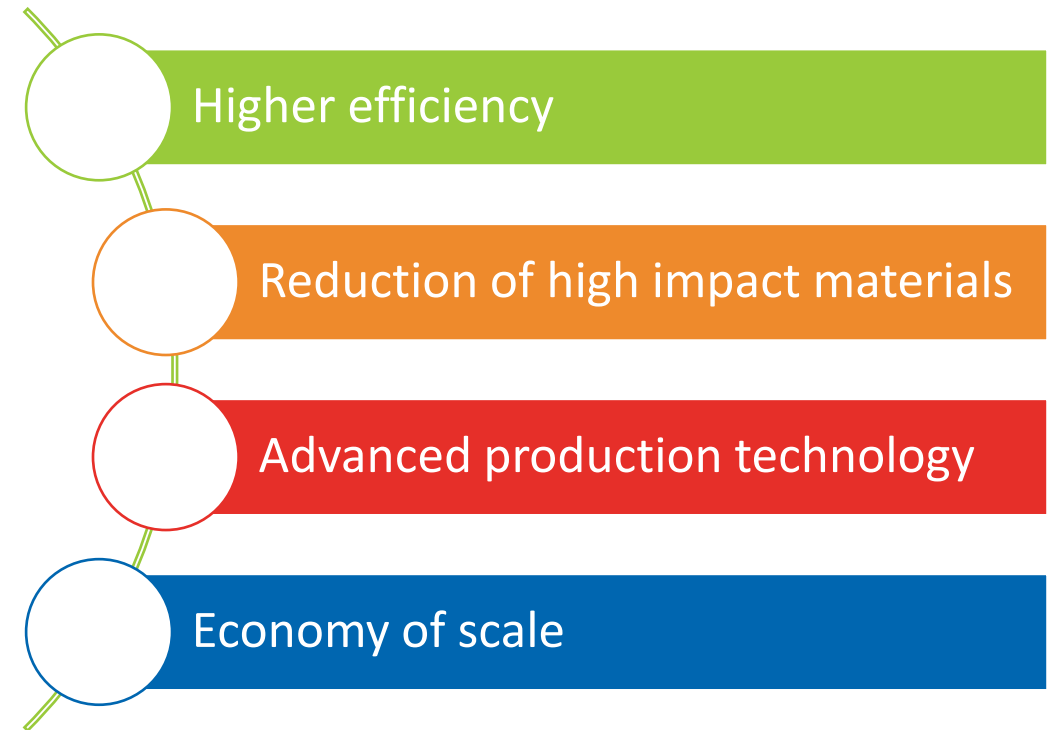 Higher efficiency
Reduction of high impact materials
Advanced production technology
Economy of scale